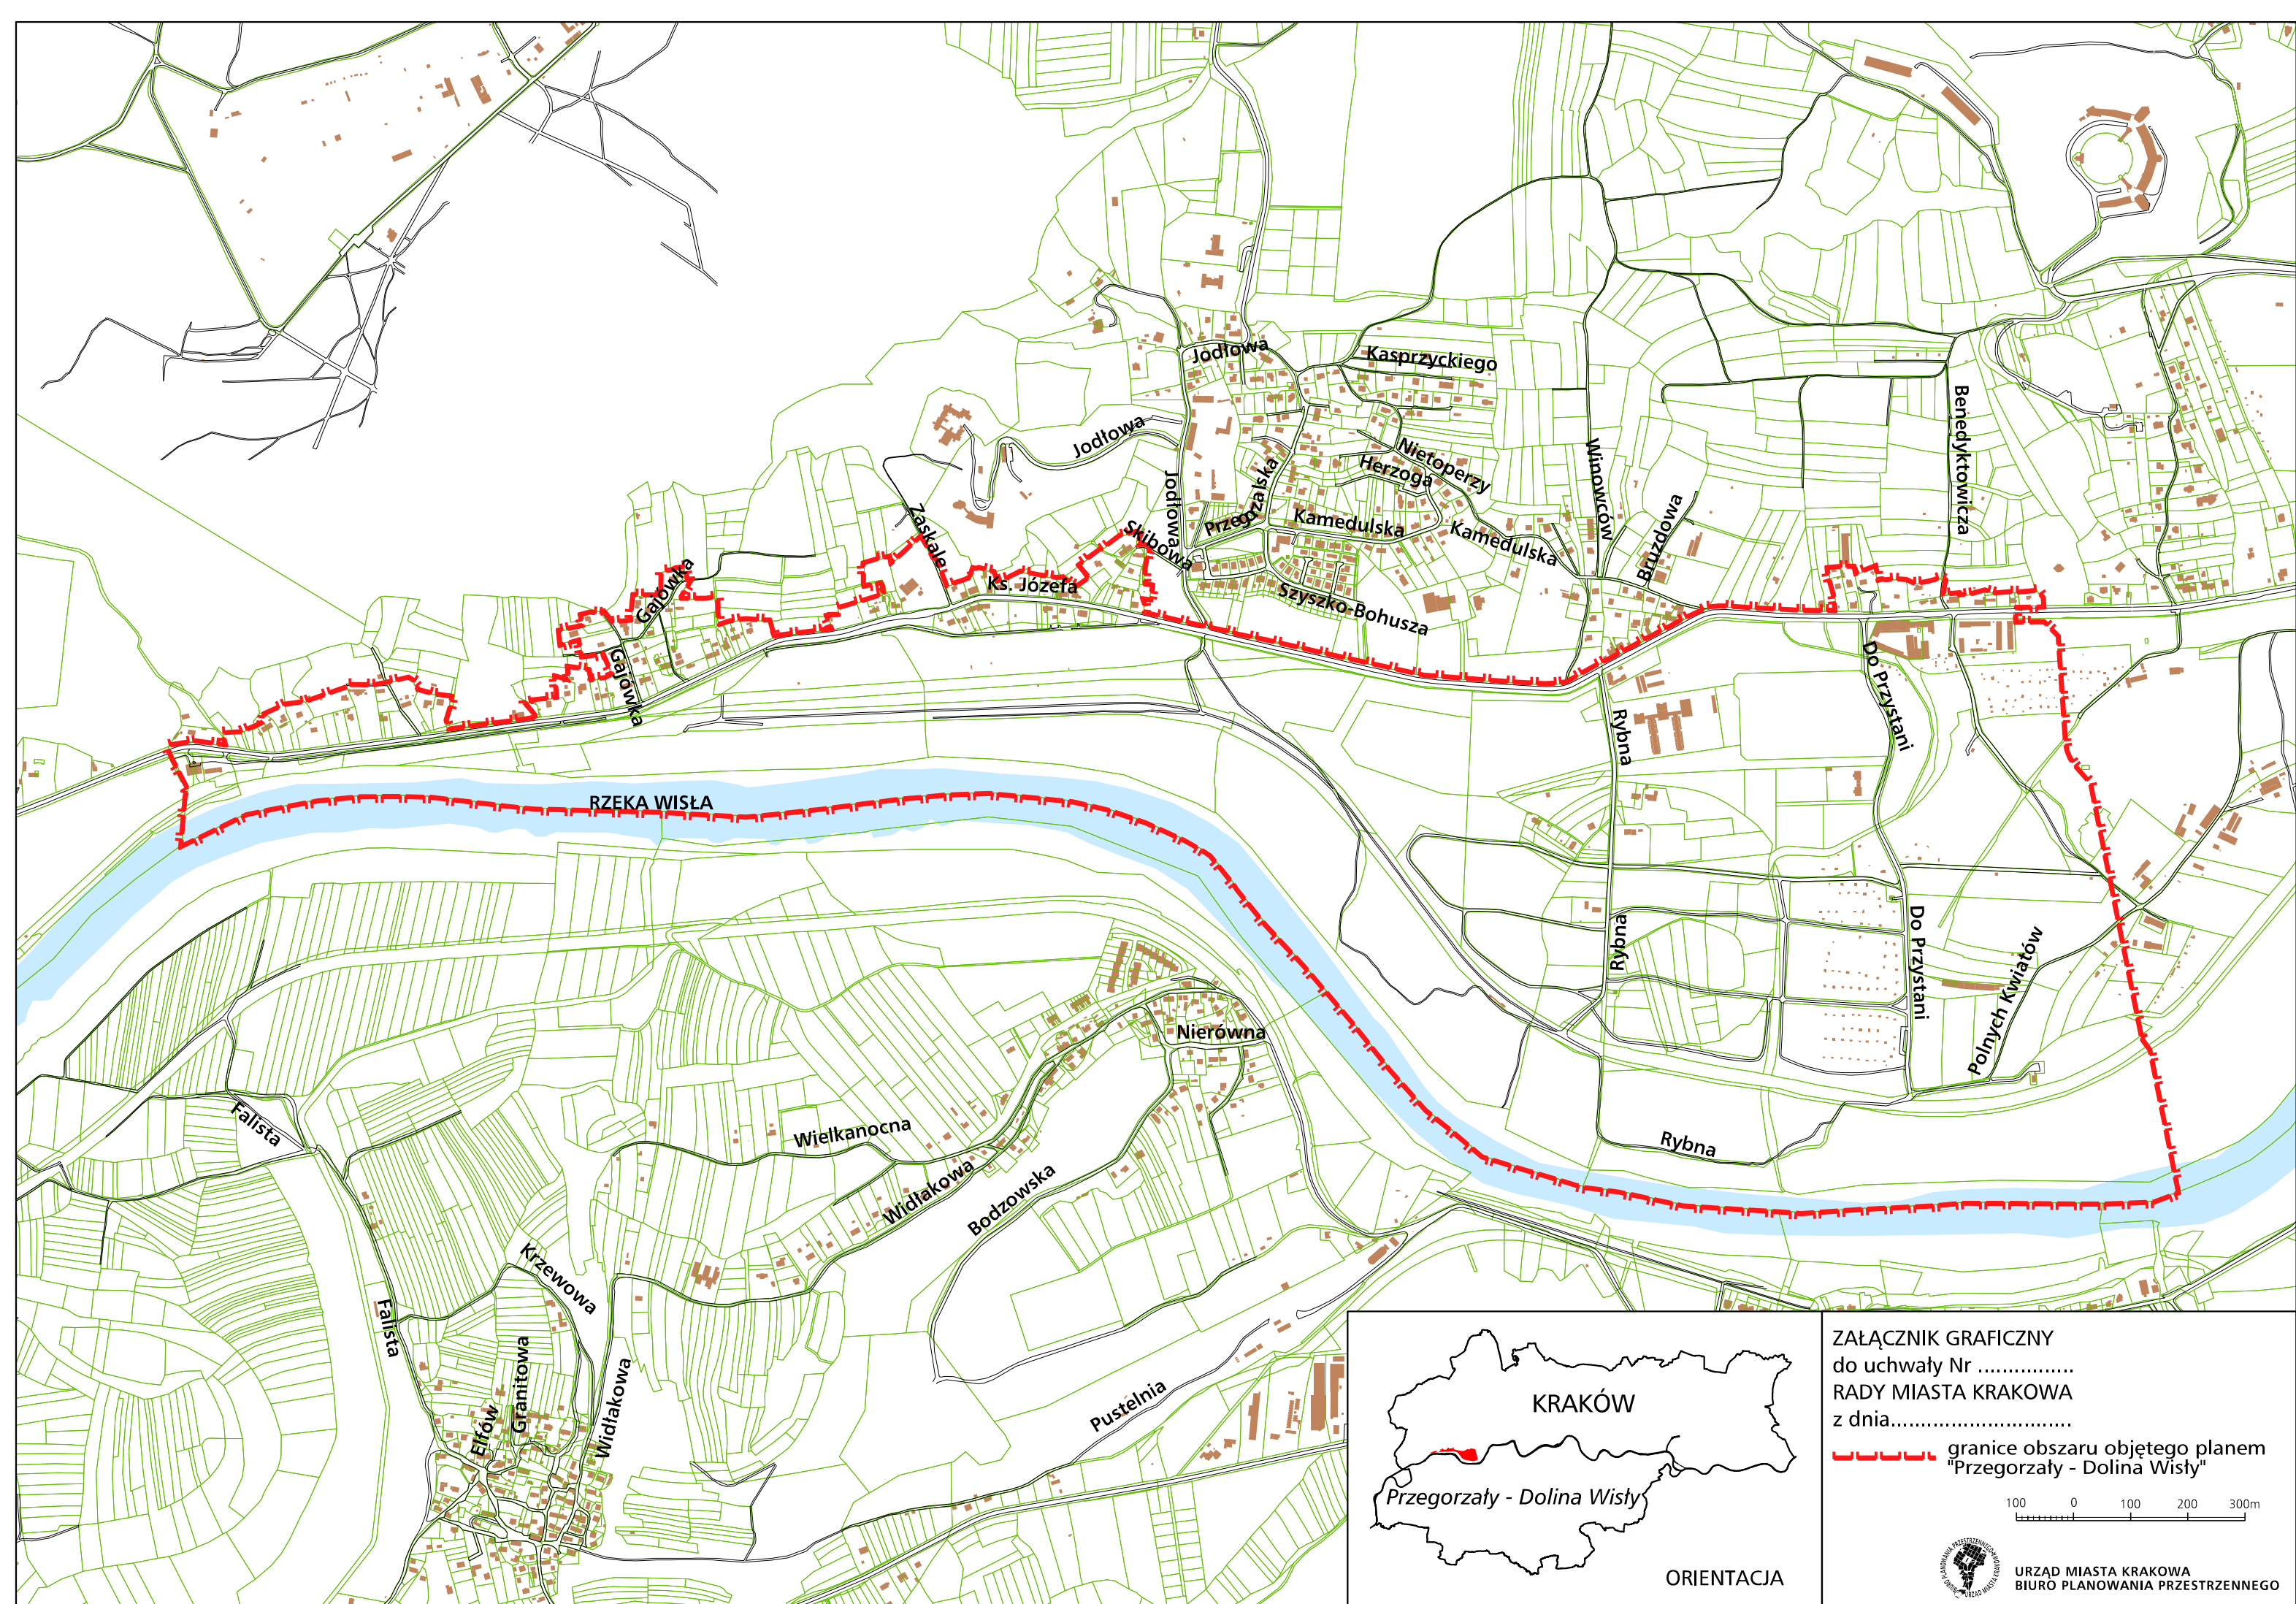 Jodłowa
Kasprzyckiego
Benedyktowicza
Jodłowa
Nietoperzy
Herzoga
Winowców
Jodłowa
Przegorzalska
Zaskale
Skibowa
Kamedulska
Kamedulska
Bruzdowa
Gajówka
Ks. Józefa
Szyszko-Bohusza
Gajówka
Do Przystani
Rybna
RZEKA WISŁA
Rybna
Do Przystani
Polnych Kwiatów
Nierówna
Falista
Wielkanocna
Rybna
Widłakowa
Bodzowska
Krzewowa
Falista
Granitowa
Elfów
Widłakowa
Pustelnia
KRAKÓW
Przegorzały - Dolina Wisły
ORIENTACJA
ZAŁĄCZNIK GRAFICZNY
do uchwały Nr ................
RADY MIASTA KRAKOWA
z dnia..............................
granice obszaru objętego planem
"Przegorzały - Dolina Wisły"
100 0 100 200 300m
URZĄD MIASTA KRAKOWA
BIURO PLANOWANIA PRZESTRZENNEGO